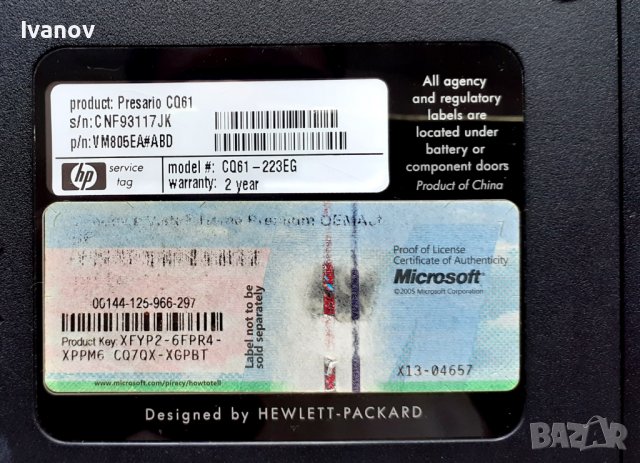 Ivanov
product: Presario CQ61
s/n: CNF93117JK
p/n: VM805EA#ABD
hp
service
tag
model #: CQ61-223EG
warranty: 2 year
All agency
and regulatory
labels are
located under
battery or
component doors
Product of China
Premium OEMAct
Proof of License
Certificate of Authenticity
Microsoft
©2005 Microsoft Corporation
00144-125-966-297
Label not to be
sold separately
Product Key: XFYP2-6FPR4-
XPPM6 CQ7QX-XGPBT
www.microsoft.com/piracy/howtotell
X13-04657
Designed by HEWLETT-PACKARD
BAZAR